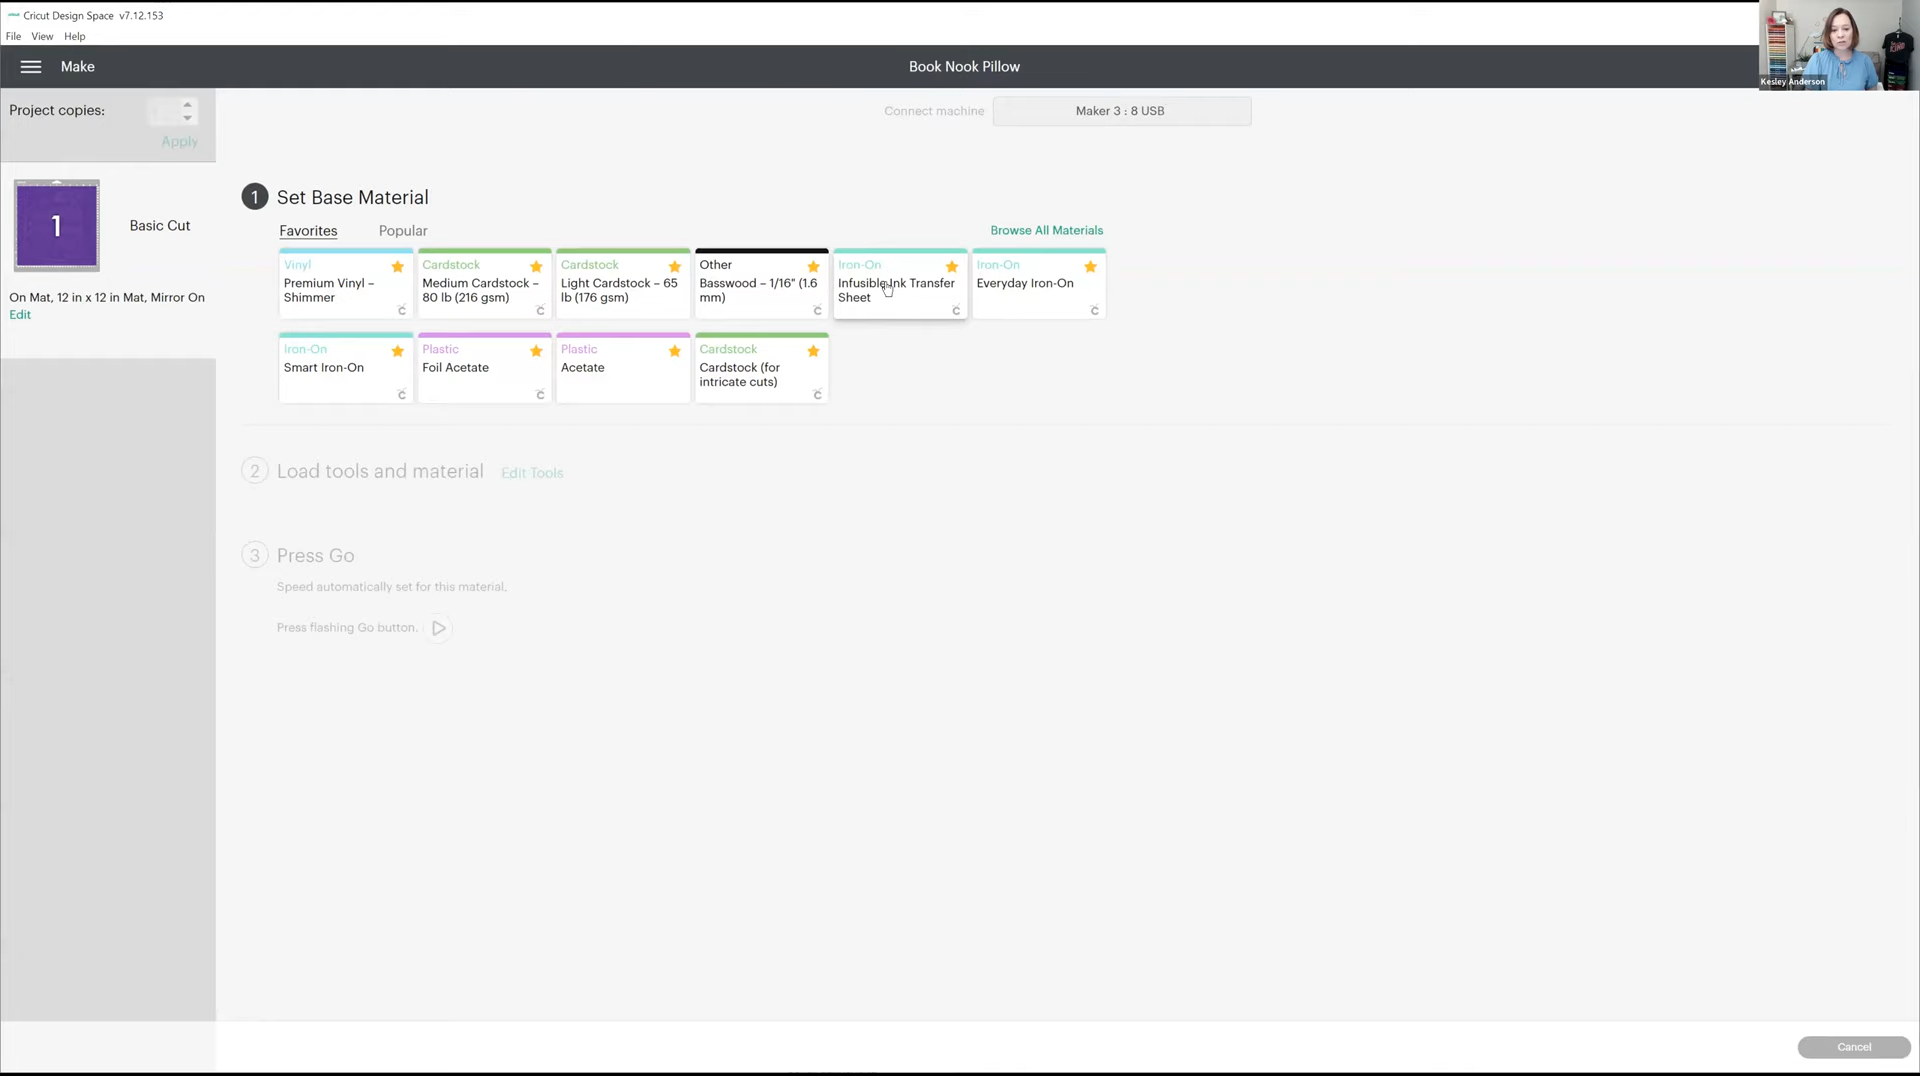 Cricut Design Space v7.12.153
File View Help
Make
Book Nook Pillow
Kesley Anderson
Project copies:
Apply
Connect machine
Maker 3 : 8 USB
1
Basic Cut
On Mat, 12 in x 12 in Mat, Mirror On
Edit
1 Set Base Material
Favorites
Popular
Browse All Materials
Vinyl
Premium Vinyl –
Shimmer
Cardstock
Medium Cardstock –
80 lb (216 gsm)
Cardstock
Light Cardstock – 65
lb (176 gsm)
Other
Basswood – 1/16" (1.6
mm)
Iron-On
Infusible Ink Transfer
Sheet
Iron-On
Everyday Iron-On
Iron-On
Smart Iron-On
Plastic
Foil Acetate
Plastic
Acetate
Cardstock
Cardstock (for
intricate cuts)
2 Load tools and material
Edit Tools
3 Press Go
Speed automatically set for this material.
Press flashing Go button.
Cancel